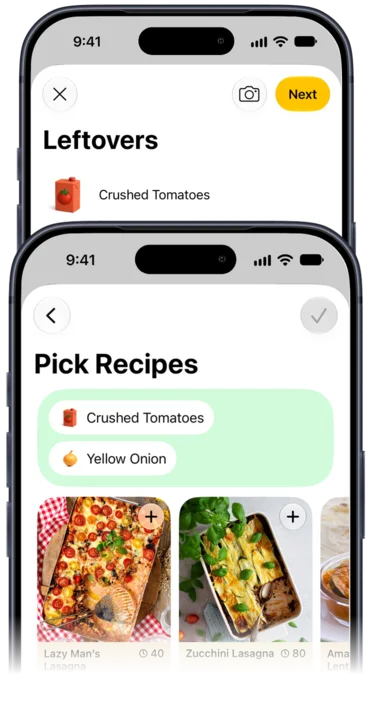 9:41
Next
Leftovers
Crushed Tomatoes
9:41
Pick Recipes
Crushed Tomatoes
Yellow Onion
Lazy Man's
Lasagna
40
Zucchini Lasagna
80
Ama
Lent